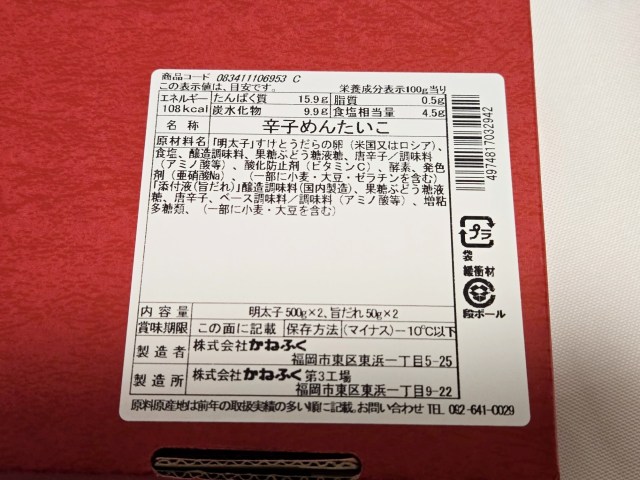 商品コード 083411106953 C
この表示値は、目安です。 栄養成分表示100g当り
エネルギー たんぱく質 15.9g 脂質 0.5g
108kcal 炭水化物 9.9g 食塩相当量 4.5g
名称 辛子めんたいこ
原材料名 「明太子」すけとうだらの卵（米国又はロシア）、
食塩、醸造調味料、果糖ぶどう糖液糖、唐辛子／調味料
（アミノ酸等）、酸化防止剤（ビタミンC）、酵素、発色
剤（亜硝酸Na）、（一部に小麦・大豆・ゼラチンを含む）
「添付液（旨だれ）」醸造調味料（国内製造）、果糖ぶどう糖液
糖、唐辛子、ベース調味料／調味料（アミノ酸等）、増粘
多糖類、（一部に小麦・大豆を含む）
4974817032942
プラ
袋
緩衝材
段ボール
内容量 明太子500g×2、旨だれ50g×2
賞味期限 この面に記載 保存方法 （マイナス）－10℃以下
製造者 株式会社かねふく
福岡市東区東浜一丁目5-25
製造所 株式会社かねふく第3工場
福岡市東区東浜一丁目9-22
原料原産地は前年の取扱実績の多い順に記載。お問い合わせ TEL 092-641-0029